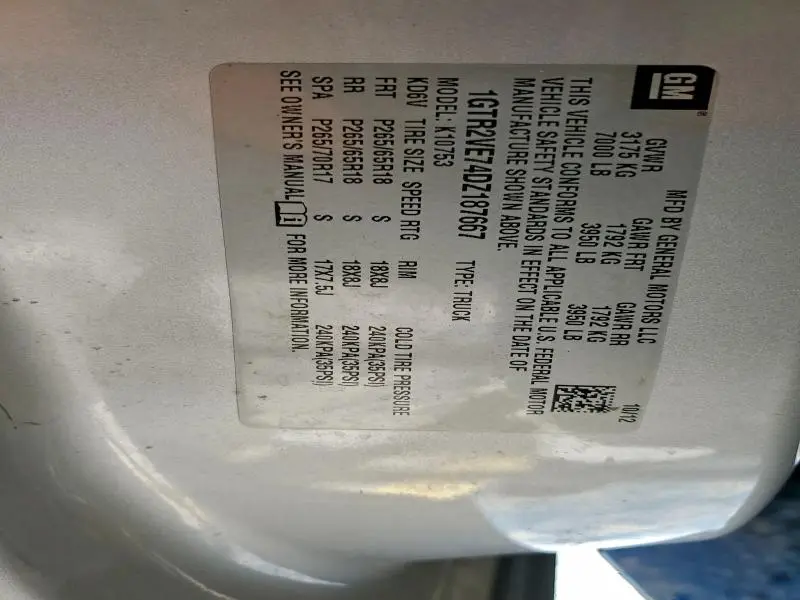 GM®
MFD BY GENERAL MOTORS LLC 10/12
GVWR GAWR FRT GAWR RR
3175 KG 1792 KG 1792 KG
7000 LB 3950 LB 3950 LB
THIS VEHICLE CONFORMS TO ALL APPLICABLE U.S. FEDERAL MOTOR
VEHICLE SAFETY STANDARDS IN EFFECT ON THE DATE OF
MANUFACTURE SHOWN ABOVE.
1GTR2VE74DZ187667 TYPE: TRUCK
MODEL: K10753
KD6V TIRE SIZE SPEED RTG RIM COLD TIRE PRESSURE
FRT P265/65R18 S 18X8J 240KPA(35PSI)
RR P265/65R18 S 18X8J 240KPA(35PSI)
SPA P265/70R17 S 17X7.5J 240KPA(35PSI)
SEE OWNER'S MANUAL FOR MORE INFORMATION.